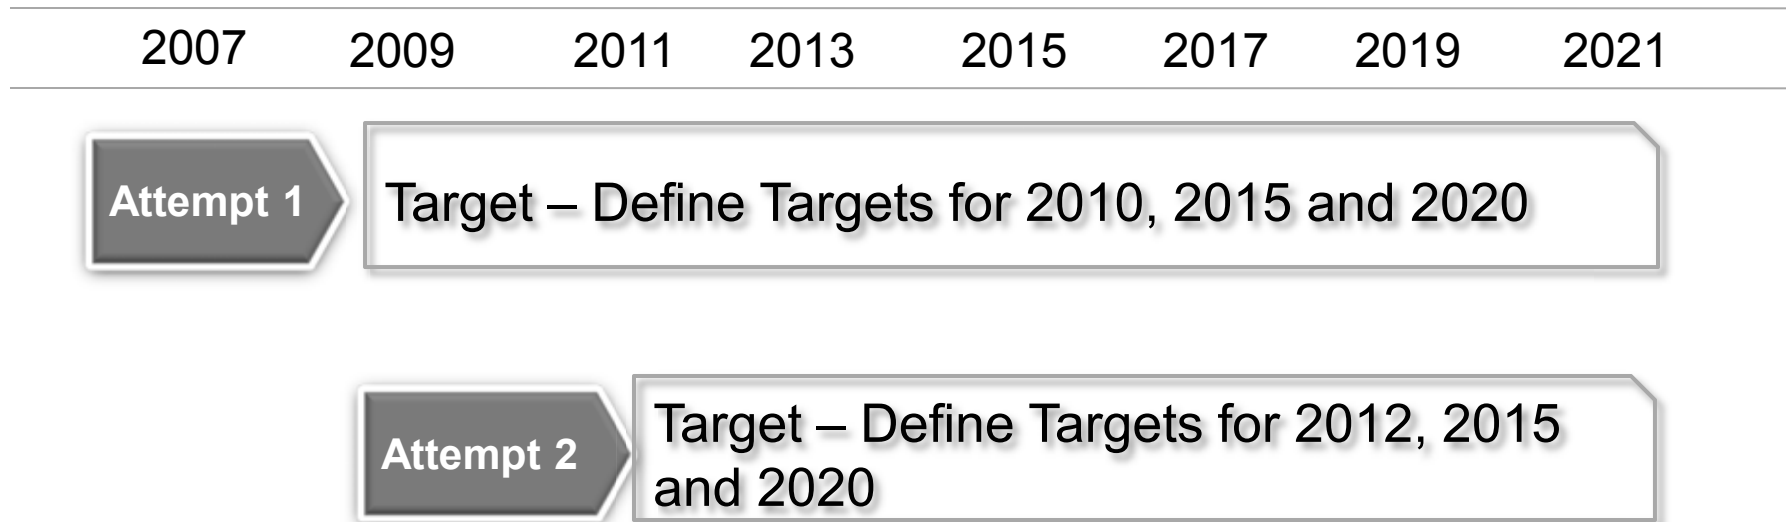 2007 2009 2011 2013 2015 2017 2019 2021
Attempt 1
Target – Define Targets for 2010, 2015 and 2020
Attempt 2
Target – Define Targets for 2012, 2015
and 2020